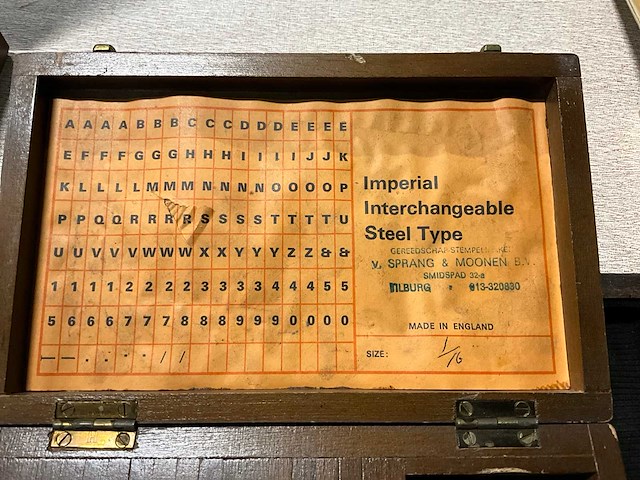 A A A A B B B C C C D D D E E E E
E F F F G G G H H H I I I I J J K
K L L L L M M M N N N N O O O O P
P P Q Q R R R R S S S S T T T T U
U U V V V W W W X X Y Y Y Z Z & &
1 1 1 1 2 2 2 2 3 3 3 3 4 4 4 5 5
5 6 6 6 7 7 7 8 8 8 9 9 9 0 0 0 0
— — . . . . / /
Imperial
Interchangeable
Steel Type
v. SPRANG & MOONEN B.V.
SMIDSPAD 32-a
TILBURG • 013-320830
MADE IN ENGLAND
SIZE: 1/16